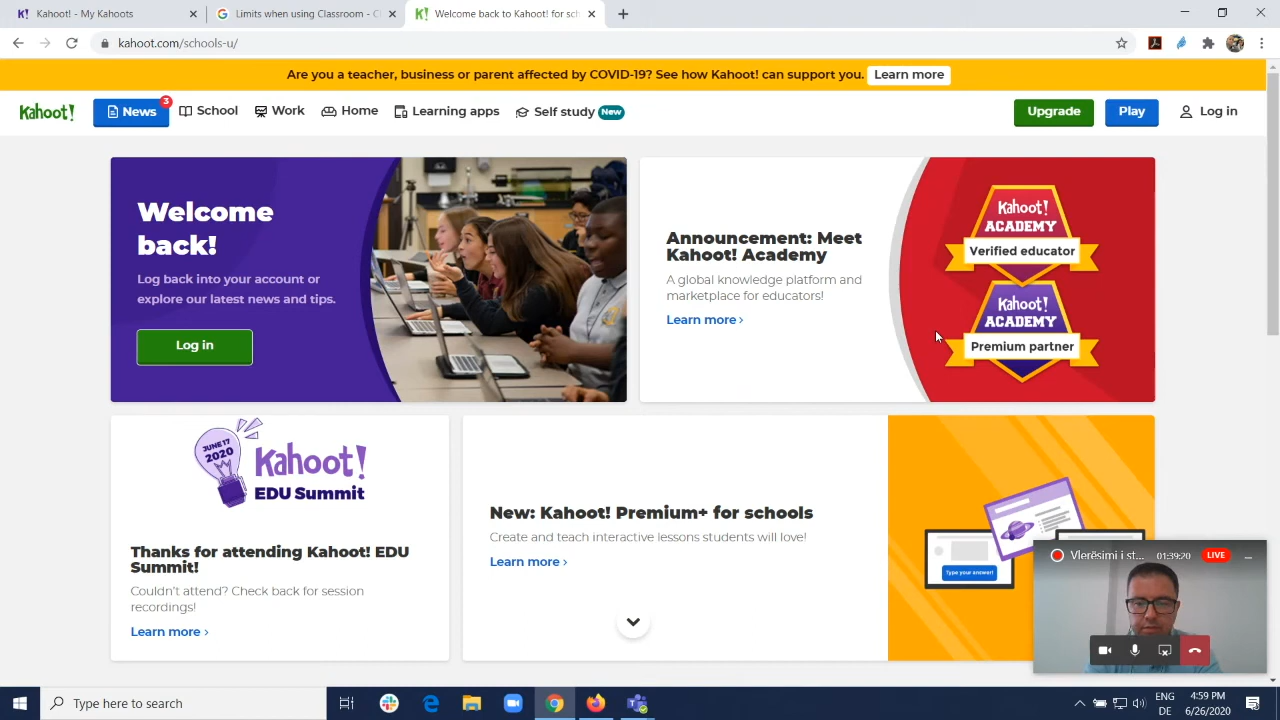 Kahoot! - My Kahoots
Limits when using Classroom - C
Welcome back to Kahoot! for sch
kahoot.com/schools-u/
Are you a teacher, business or parent affected by COVID-19? See how Kahoot! can support you. Learn more
Kahoot! News 3 School Work Home Learning apps Self study New Upgrade Play Log in
Welcome
back!
Log back into your account or
explore our latest news and tips.
Log in
Announcement: Meet
Kahoot! Academy
A global knowledge platform and
marketplace for educators!
Learn more ›
Kahoot!
ACADEMY
Verified educator
Kahoot!
ACADEMY
Premium partner
JUNE 17
2020
Kahoot!
EDU Summit
Thanks for attending Kahoot! EDU
Summit!
Couldn't attend? Check back for session
recordings!
Learn more ›
New: Kahoot! Premium+ for schools
Create and teach interactive lessons students will love!
Learn more ›
Type your answer!
Vlerësimi i st... 01:39:20 LIVE
Type here to search
ENG
DE
4:59 PM
6/26/2020